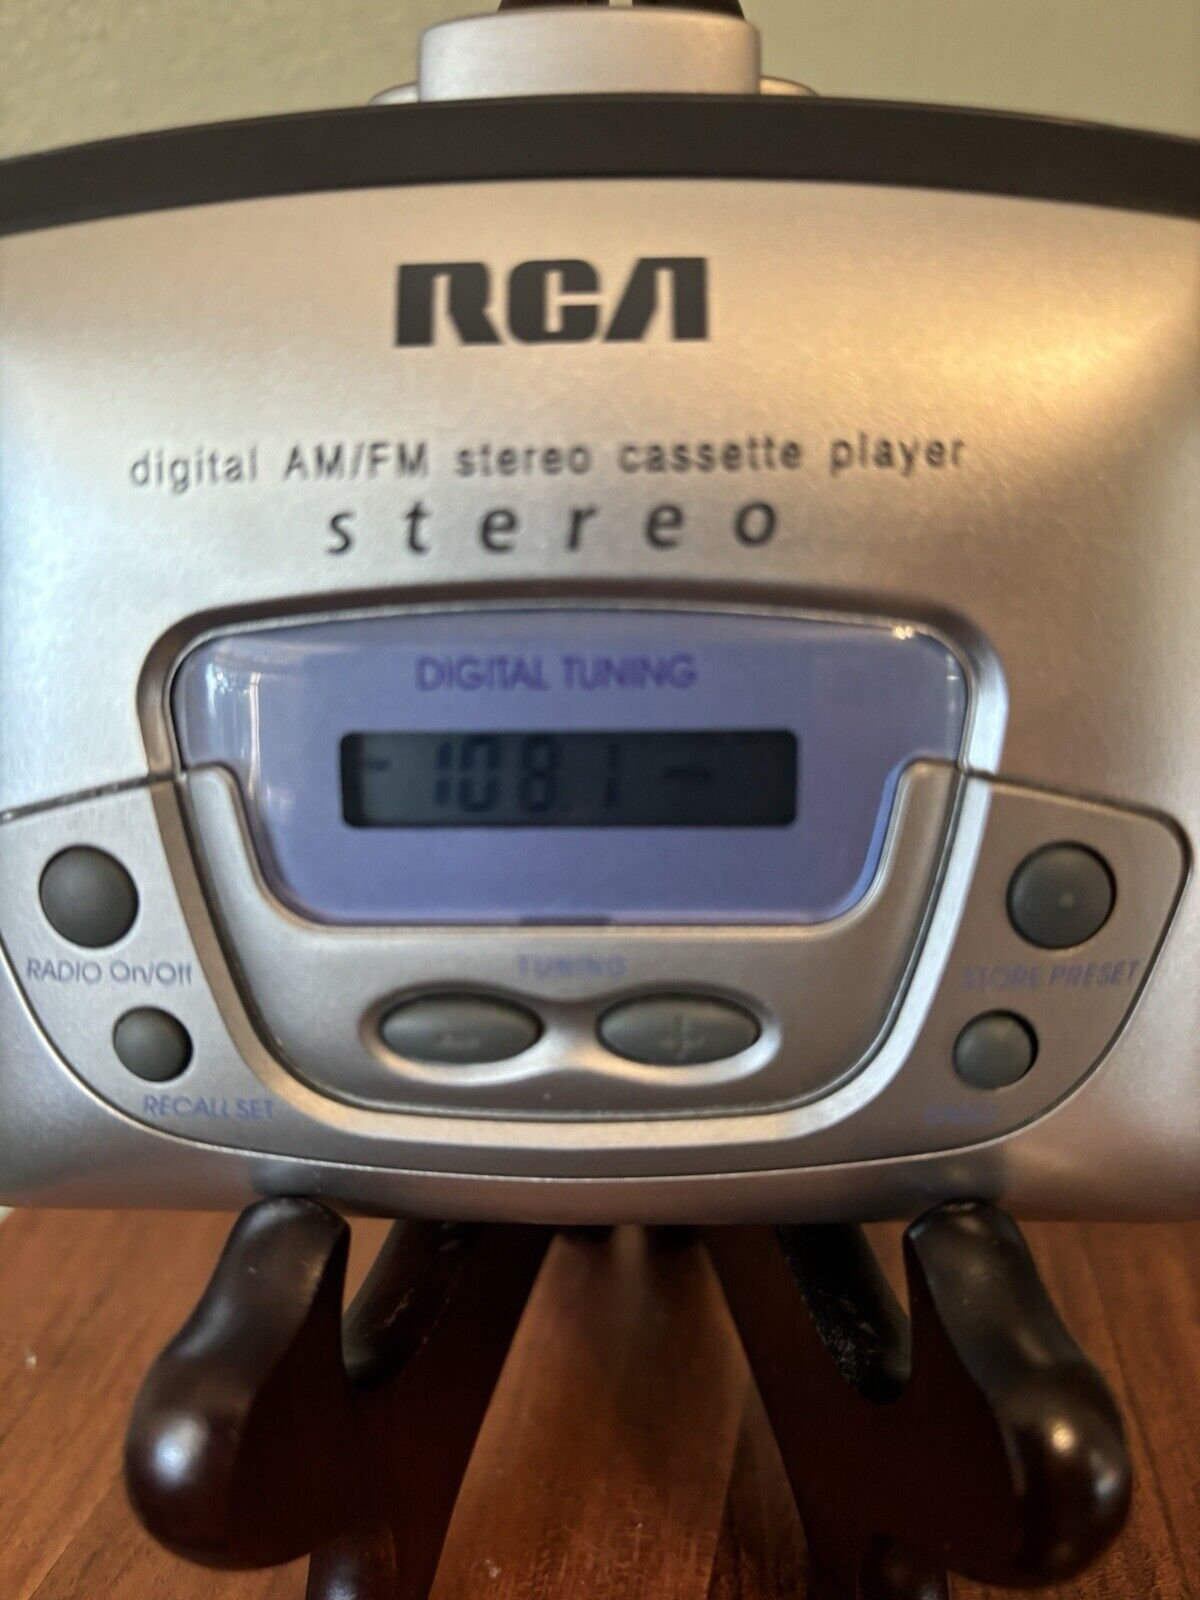 RCA
digital AM/FM stereo cassette player
stereo
DIGITAL TUNING
108.1
RADIO On/Off
TUNING
STORE PRESET
- +
RECALL SET